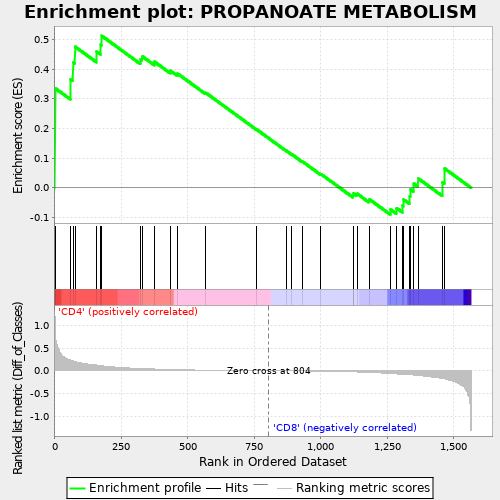 Enrichment plot: PROPANOATE METABOLISM
Enrichment score (ES)
0.5
0.4
0.3
0.2
0.1
0.0
-0.1
'CD4' (positively correlated)
Ranked list metric (Diff_of_Classes)
1.0
0.5
0.0
-0.5
-1.0
Zero cross at 804
'CD8' (negatively correlated)
0 250 500 750 1,000 1,250 1,500
Rank in Ordered Dataset
Enrichment profile Hits Ranking metric scores